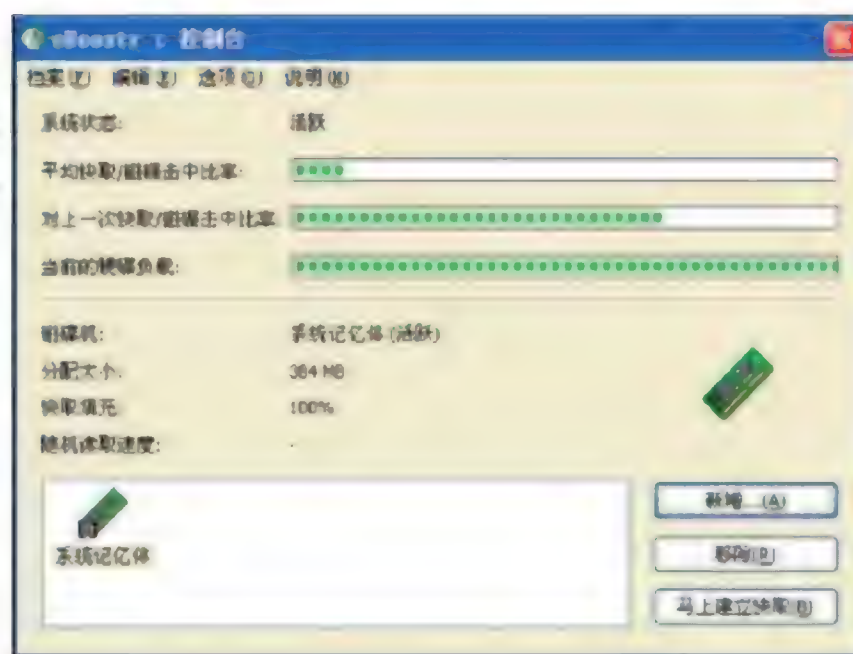 eBoostr - 控制台
档案(F) 编辑(E) 选项(O) 说明(H)
系统状态: 活跃
平均快取/磁碟击中比率:
对上一次快取/磁碟击中比率:
当前的硬碟负载:
磁碟机: 系统记忆体(活跃)
分配大小: 384 MB
快取填充: 100%
随机读取速度: -
系统记忆体
新增... (A)
移除(R)
马上建立快取(B)